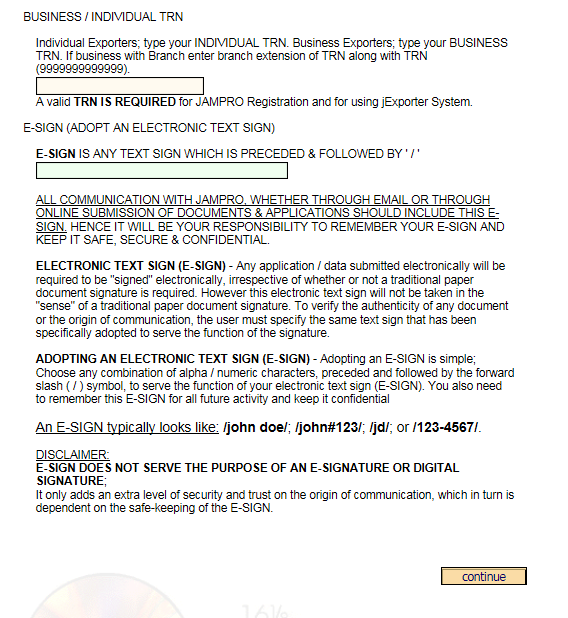 BUSINESS / INDIVIDUAL TRN
Individual Exporters; type your INDIVIDUAL TRN. Business Exporters; type your BUSINESS
TRN. If business with Branch enter branch extension of TRN along with TRN
(9999999999999).
A valid TRN IS REQUIRED for JAMPRO Registration and for using jExporter System.
E-SIGN (ADOPT AN ELECTRONIC TEXT SIGN)
E-SIGN IS ANY TEXT SIGN WHICH IS PRECEDED & FOLLOWED BY ' / '
ALL COMMUNICATION WITH JAMPRO, WHETHER THROUGH EMAIL OR THROUGH
ONLINE SUBMISSION OF DOCUMENTS & APPLICATIONS SHOULD INCLUDE THIS E-
SIGN. HENCE IT WILL BE YOUR RESPONSIBILITY TO REMEMBER YOUR E-SIGN AND
KEEP IT SAFE, SECURE & CONFIDENTIAL.
ELECTRONIC TEXT SIGN (E-SIGN) - Any application / data submitted electronically will be
required to be "signed" electronically, irrespective of whether or not a traditional paper
document signature is required. However this electronic text sign will not be taken in the
"sense" of a traditional paper document signature. To verify the authenticity of any document
or the origin of communication, the user must specify the same text sign that has been
specifically adopted to serve the function of the signature.
ADOPTING AN ELECTRONIC TEXT SIGN (E-SIGN) - Adopting an E-SIGN is simple;
Choose any combination of alpha / numeric characters, preceded and followed by the forward
slash ( / ) symbol, to serve the function of your electronic text sign (E-SIGN). You also need
to remember this E-SIGN for all future activity and keep it confidential
An E-SIGN typically looks like: /john doe/; /john#123/; /jd/; or /123-4567/.
DISCLAIMER:
E-SIGN DOES NOT SERVE THE PURPOSE OF AN E-SIGNATURE OR DIGITAL
SIGNATURE;
It only adds an extra level of security and trust on the origin of communication, which in turn is
dependent on the safe-keeping of the E-SIGN.
continue
16%